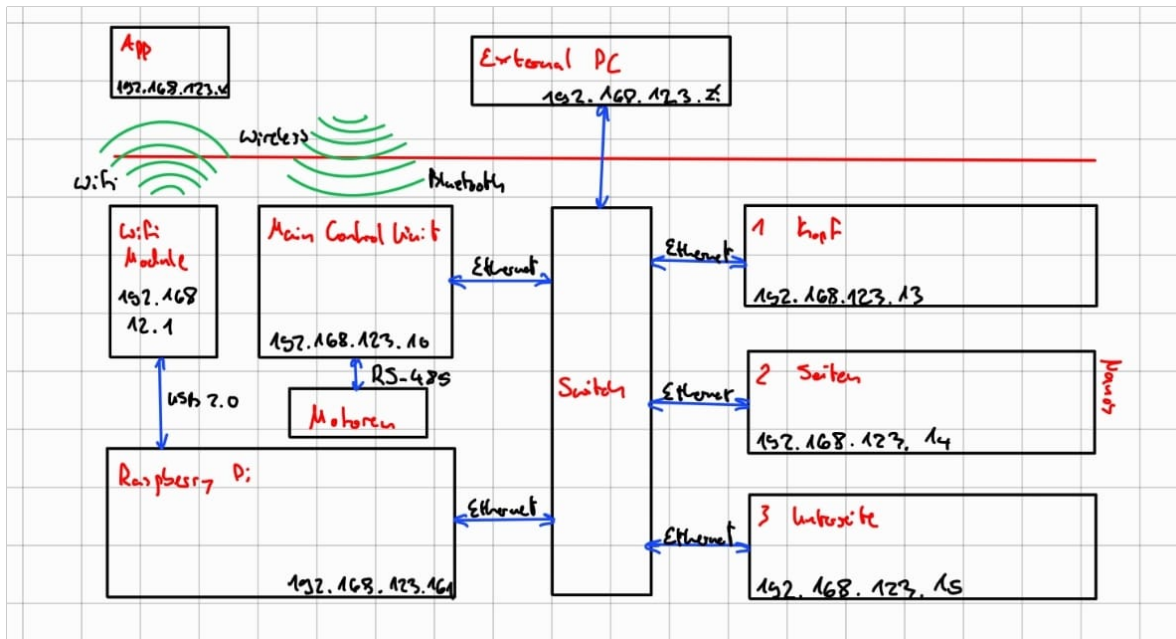 App
192.168.123.x
External PC
192.168.123.z
Wireless
Wifi
Bluetooth
Wifi
Module
192.168
12.1
Main Control Unit
192.168.123.10
Ethernet
RS-485
Motoren
USB 2.0
Raspberry Pi
192.168.123.161
Ethernet
Switch
Ethernet
1 Kopf
192.168.123.13
Ethernet
2 Seiten
192.168.123.14
Nanos
Ethernet
3 Unterseite
192.168.123.15